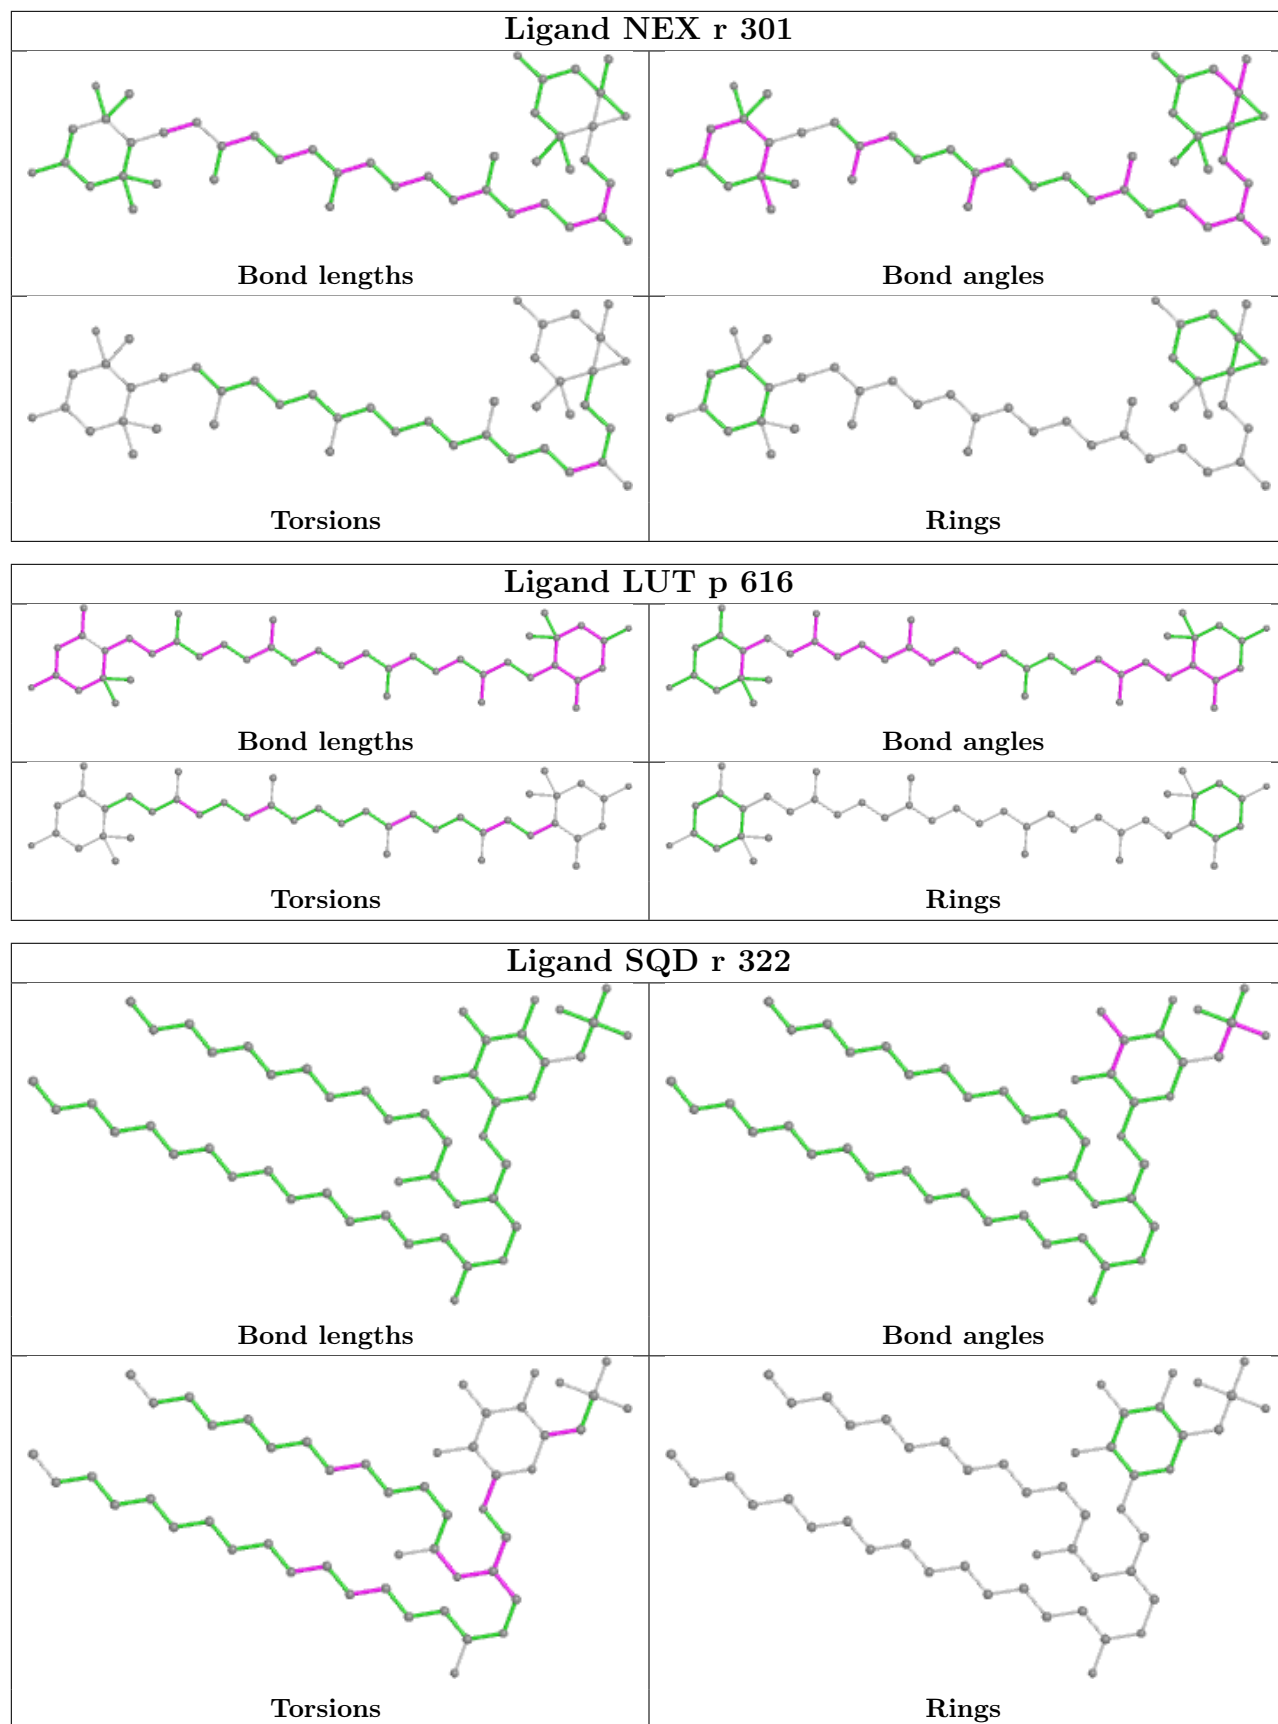 Ligand NEX r 301
Bond lengths
Bond angles
Torsions
Rings
Ligand LUT p 616
Bond lengths
Bond angles
Torsions
Rings
Ligand SQD r 322
Bond lengths
Bond angles
Torsions
Rings